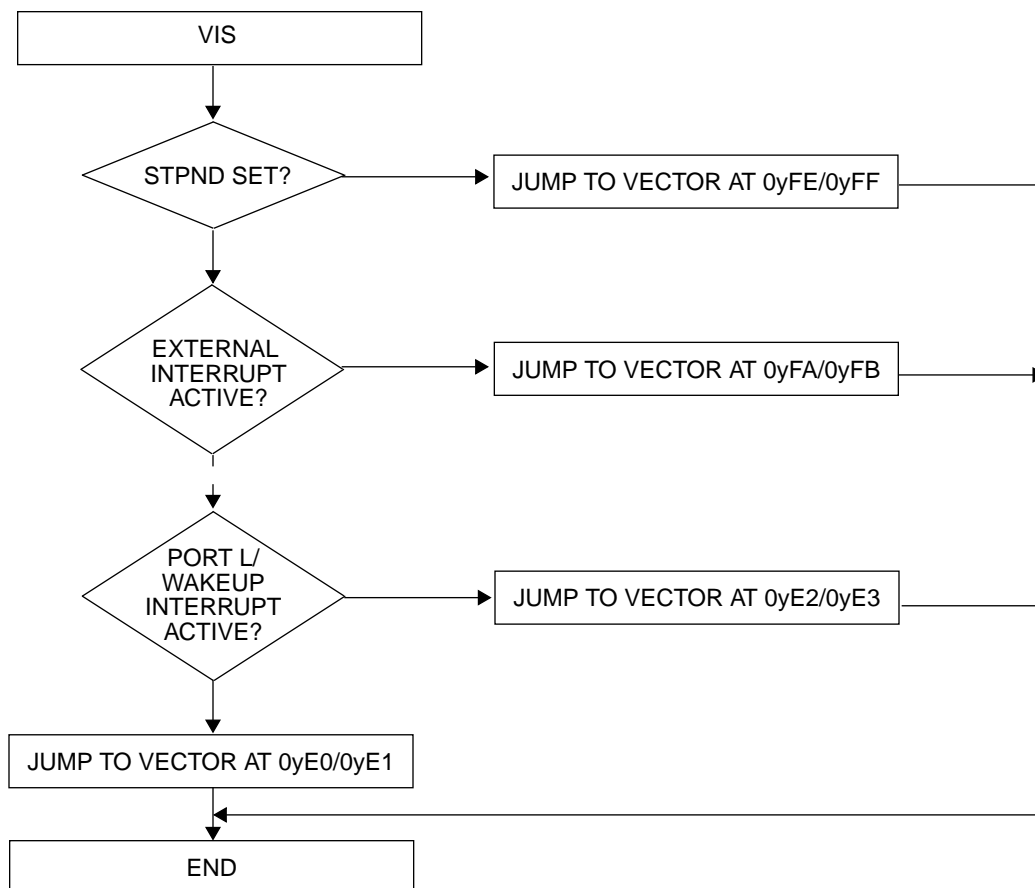 VIS
STPND SET?
JUMP TO VECTOR AT 0yFE/0yFF
EXTERNAL
INTERRUPT
ACTIVE?
JUMP TO VECTOR AT 0yFA/0yFB
PORT L/
WAKEUP
INTERRUPT
ACTIVE?
JUMP TO VECTOR AT 0yE2/0yE3
JUMP TO VECTOR AT 0yE0/0yE1
END